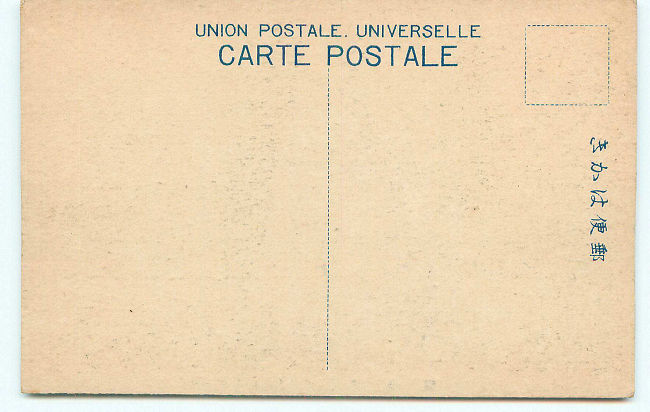 UNION POSTALE. UNIVERSELLE
CARTE POSTALE
きかは便郵